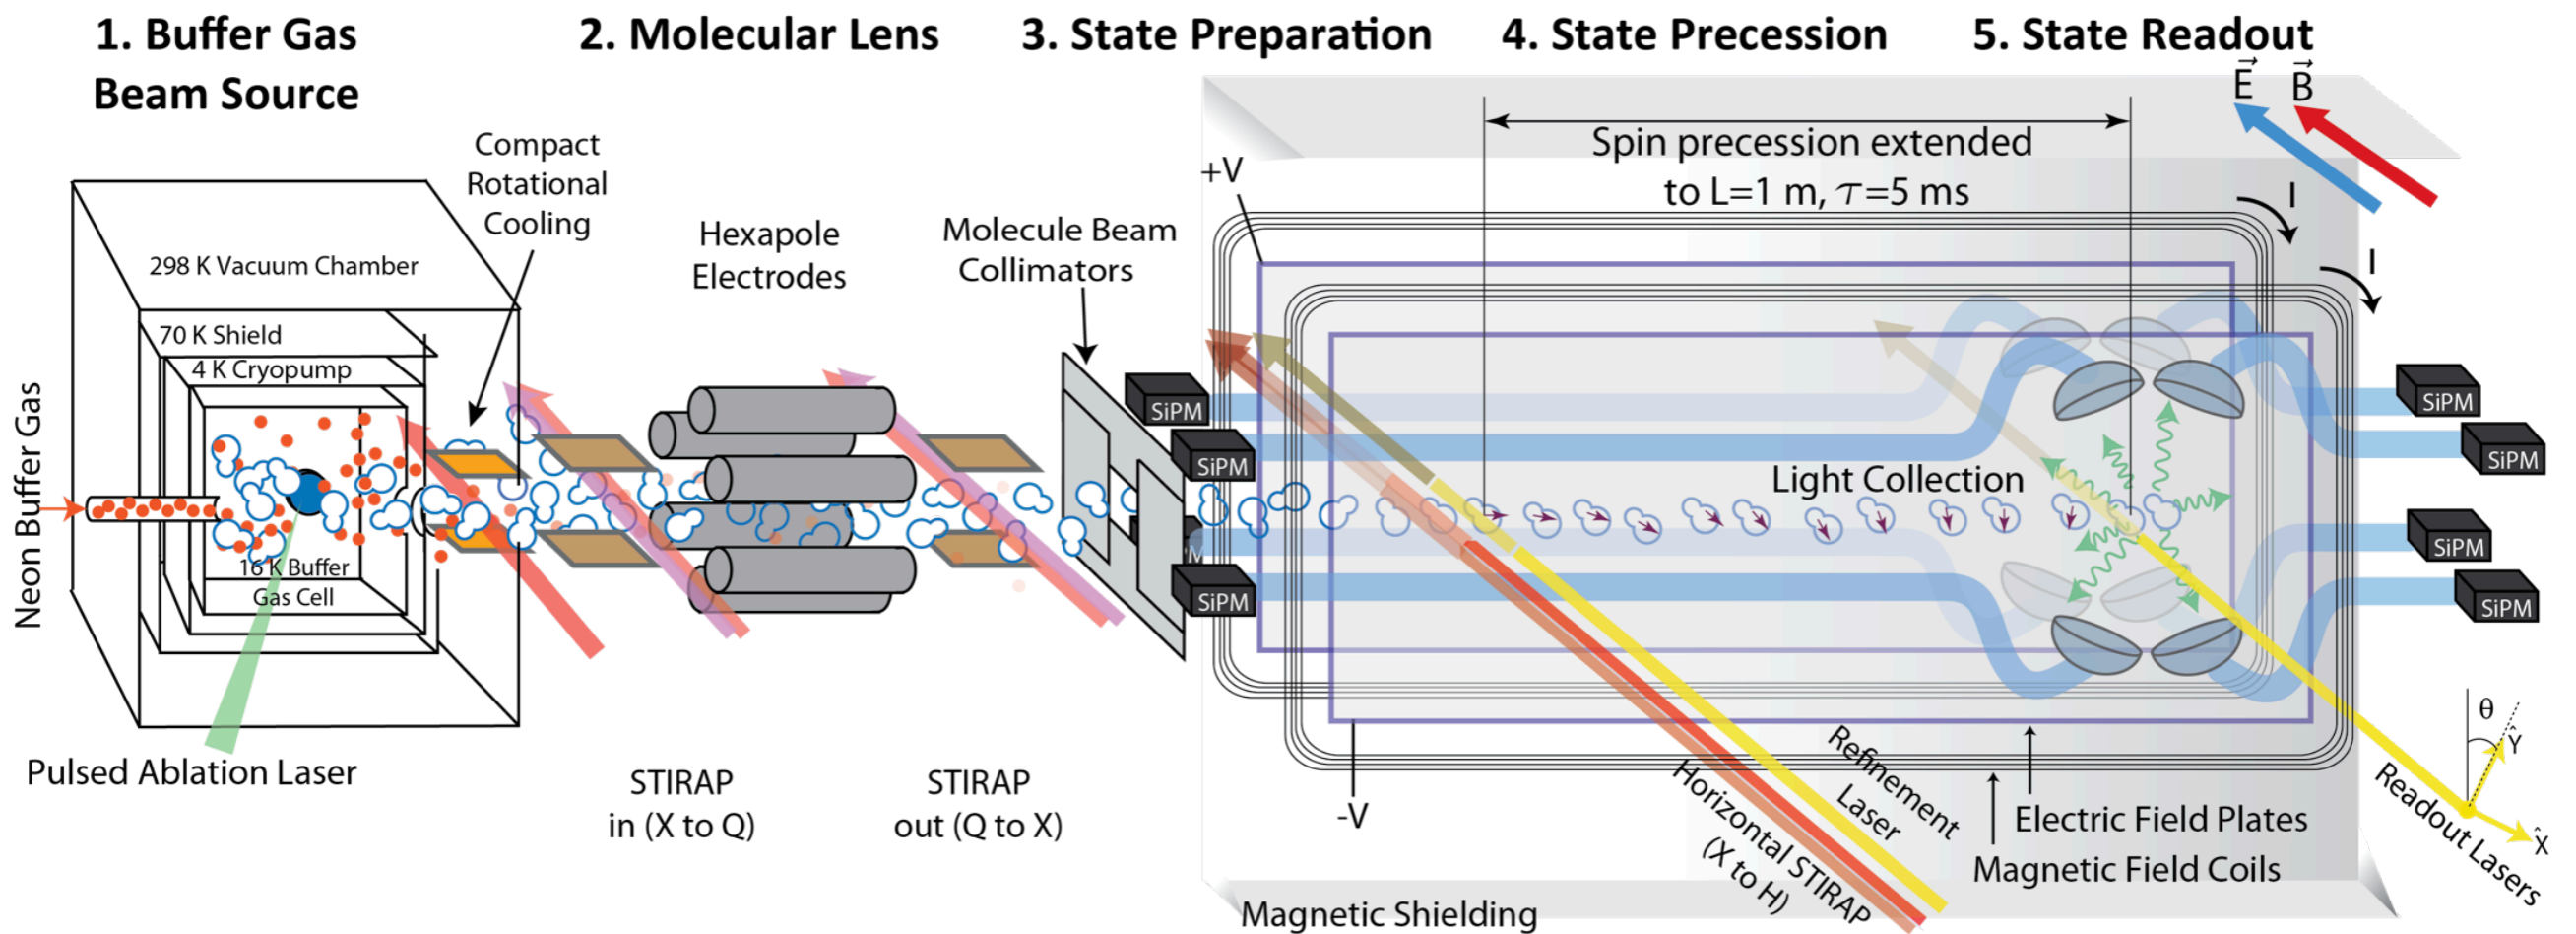 1. Buffer Gas
Beam Source
2. Molecular Lens
3. State Preparation
4. State Precession
5. State Readout
E
B
Compact
Rotational
Cooling
298 K Vacuum Chamber
70 K Shield
4 K Cryopump
16 K Buffer
Gas Cell
Neon Buffer Gas
Pulsed Ablation Laser
Hexapole
Electrodes
STIRAP
in (X to Q)
STIRAP
out (Q to X)
Molecule Beam
Collimators
Spin precession extended
to L=1 m, τ=5 ms
+V
I
I
SiPM
SiPM
SiPM
SiPM
SiPM
SiPM
SiPM
Light Collection
-V
Refinement
Laser
Horizontal STIRAP
(X to H)
Electric Field Plates
Magnetic Field Coils
Magnetic Shielding
Readout Lasers
θ
Ŷ
X̂